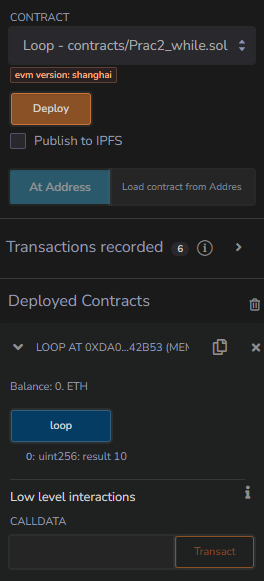 CONTRACT
Loop - contracts/Prac2_while.sol
evm version: shanghai
Deploy
Publish to IPFS
At Address
Load contract from Addres
Transactions recorded 6 i
Deployed Contracts
LOOP AT 0XDA0...42B53 (MEM
Balance: 0. ETH
loop
0: uint256: result 10
Low level interactions i
CALLDATA
Transact